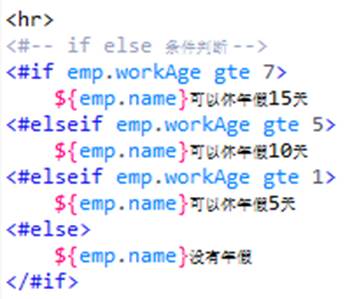 <hr>
<#-- if else 条件判断-->
<#if emp.workAge gte 7>
${emp.name}可以休年假15天
<#elseif emp.workAge gte 5>
${emp.name}可以休年假10天
<#elseif emp.workAge gte 1>
${emp.name}可以休年假5天
<#else>
${emp.name}没有年假
</#if>